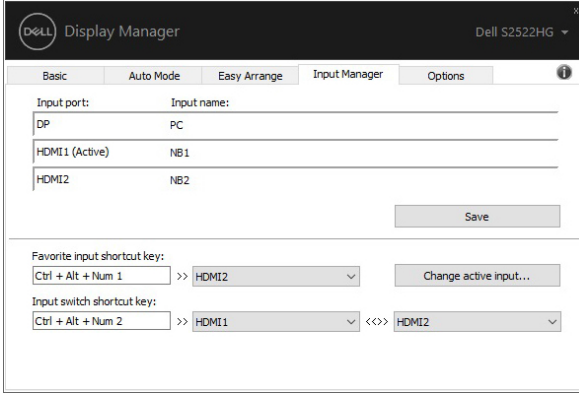 DELL Display Manager Dell S2522HG
Basic Auto Mode Easy Arrange Input Manager Options
Input port: Input name:
DP PC
HDMI1 (Active) NB1
HDMI2 NB2
Save
Favorite input shortcut key:
Ctrl + Alt + Num 1 >> HDMI2 Change active input...
Input switch shortcut key:
Ctrl + Alt + Num 2 >> HDMI1 <<>> HDMI2